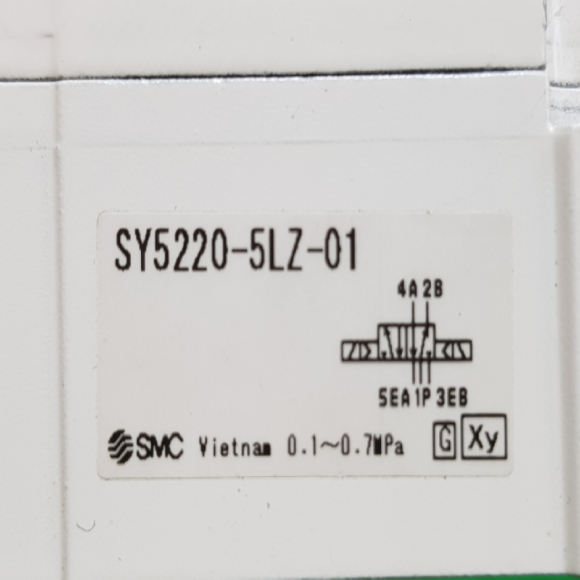 SY5220-5LZ-01
4A 2B
5EA 1P 3EB
SMC Vietnam 0.1~0.7MPa G Xy